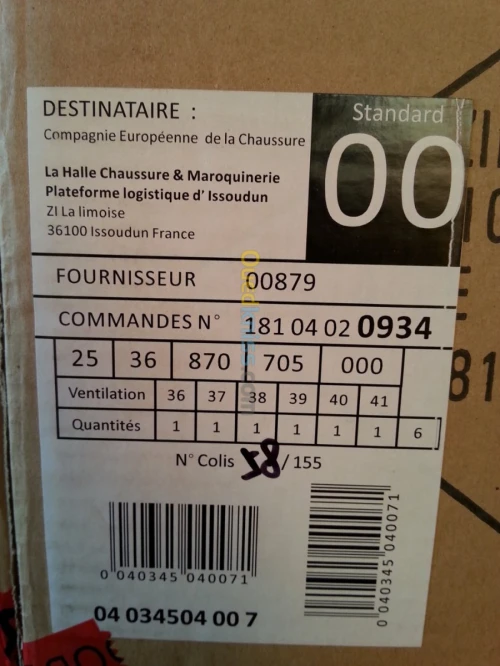 DESTINATAIRE :
Compagnie Européenne de la Chaussure
La Halle Chaussure & Maroquinerie
Plateforme logistique d' Issoudun
ZI La limoise
36100 Issoudun France
Standard
00
FOURNISSEUR 00879
COMMANDES N° 181 04 02 0934
25 36 870 705 000
Ventilation 36 37 38 39 40 41
Quantités 1 1 1 1 1 1 6
N° Colis 58 / 155
0 040345 040071
04 034504 00 7
0 040345 040071